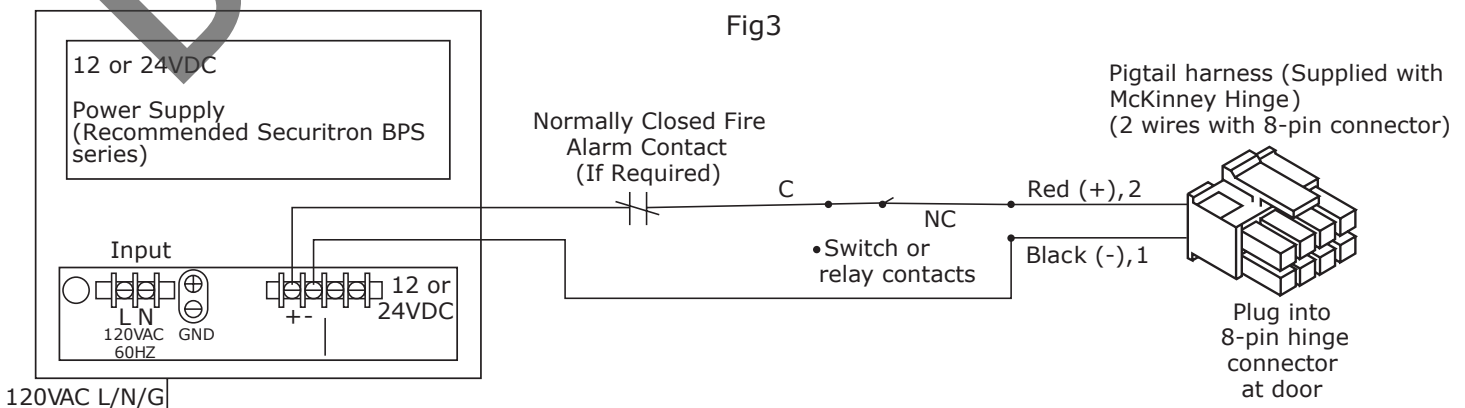 Fig3
12 or 24VDC
Power Supply
(Recommended Securitron BPS
series)
Normally Closed Fire
Alarm Contact
(If Required)
Pigtail harness (Supplied with
McKinney Hinge)
(2 wires with 8-pin connector)
C
NC
Red (+),2
•Switch or
relay contacts
Black (-),1
Input
L N
120VAC
60HZ
GND
+-
12 or
24VDC
Plug into
8-pin hinge
connector
at door
120VAC L/N/G